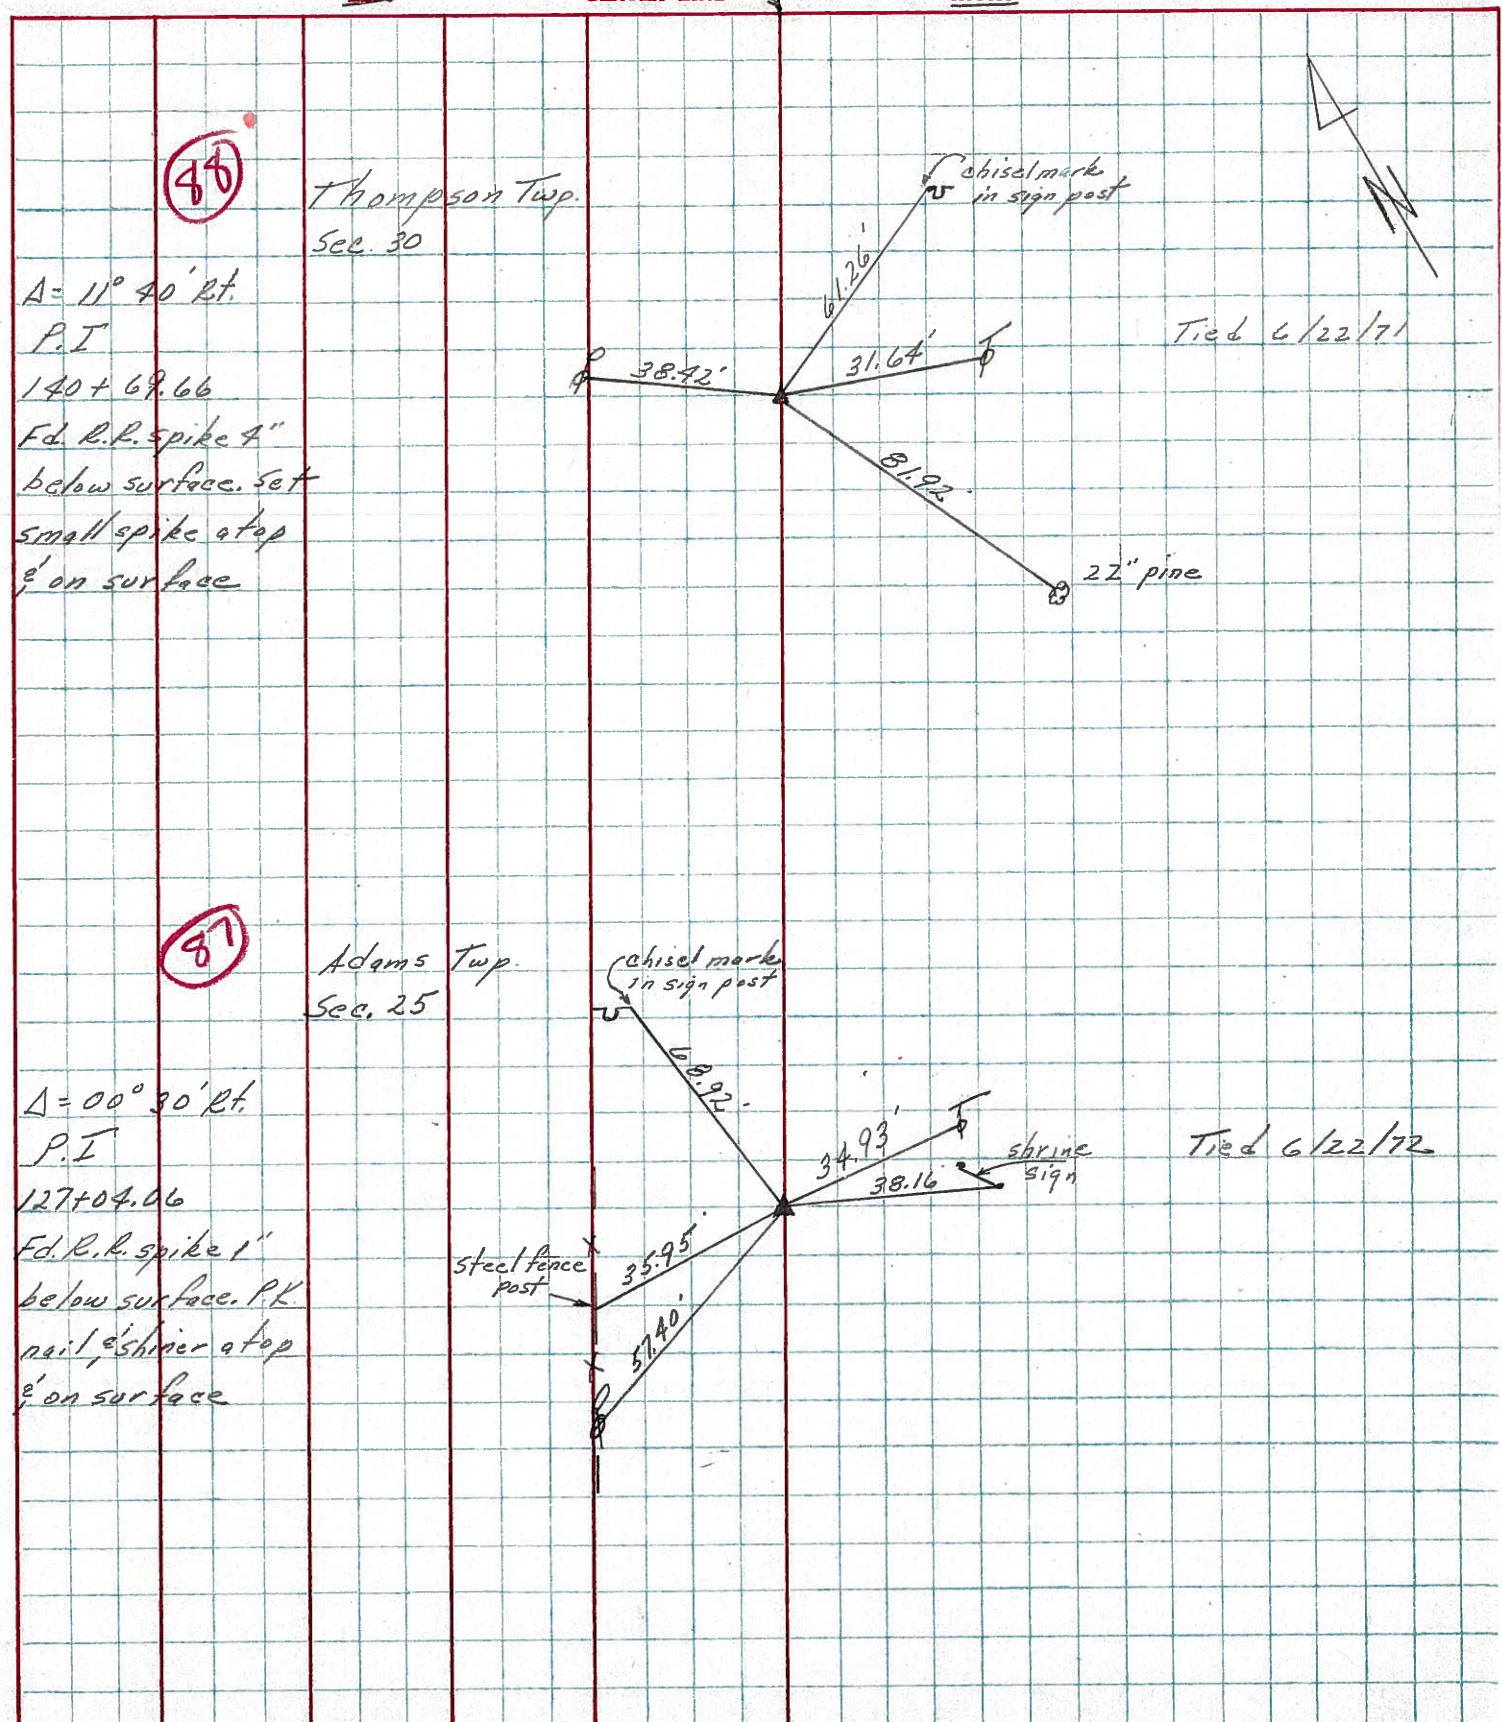 88
Thompson Twp.
Sec. 30
Δ = 11° 40' Rt.
P.I
140 + 69.66
Fd. R.R. spike 4"
below surface. Set
small spike atop
& on surface
chisel mark
in sign post
61.26'
38.42'
31.64'
81.92'
22" pine
N
Tied 6/22/71
87
Adams Twp.
Sec. 25
Δ = 00° 30' Rt.
P.I
127+04.06
Fd. R.R. spike 1"
below surface. P.K.
nail & shiner atop
& on surface
chisel mark
in sign post
68.92'
34.93'
38.16'
shrine
sign
Tied 6/22/72
steel fence
post
35.95'
57.40'